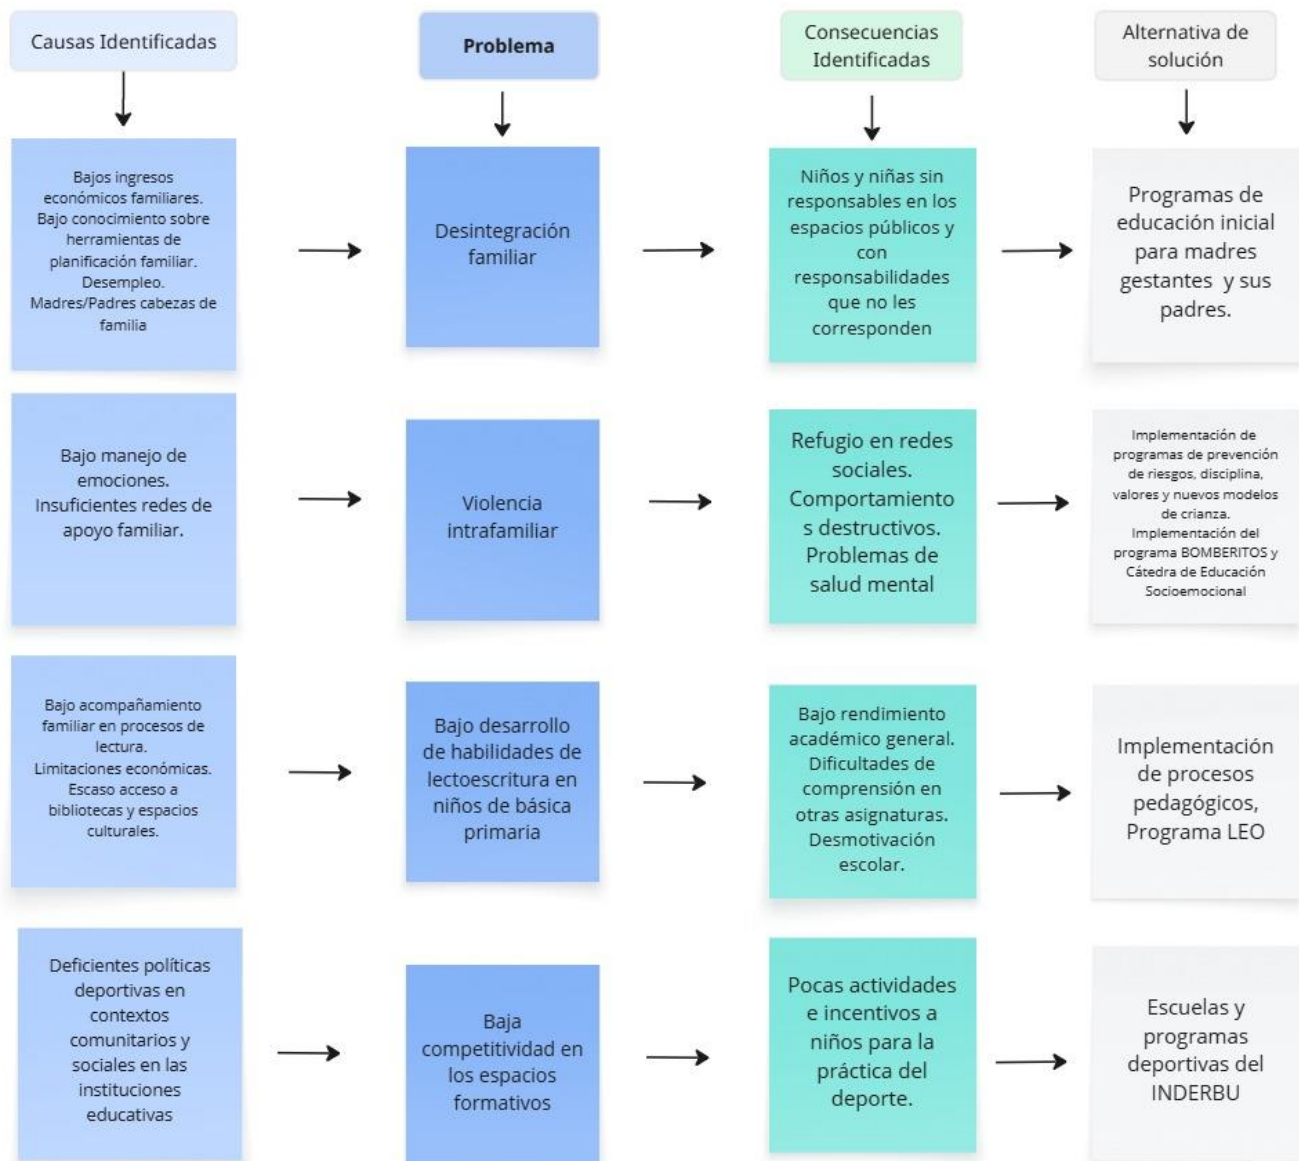 Causas Identificadas
Problema
Consecuencias
Identificadas
Alternativa de
solución
Bajos ingresos
económicos familiares.
Bajo conocimiento sobre
herramientas de
planificación familiar.
Desempleo.
Madres/Padres cabezas de
familia
Desintegración
familiar
Niños y niñas sin
responsables en los
espacios públicos y
con
responsabilidades
que no les
corresponden
Programas de
educación inicial
para madres
gestantes y sus
padres.
Bajo manejo de
emociones.
Insuficientes redes de
apoyo familiar.
Violencia
intrafamiliar
Refugio en redes
sociales.
Comportamiento
s destructivos.
Problemas de
salud mental
Implementación de
programas de prevención
de riesgos, disciplina,
valores y nuevos modelos
de crianza.
Implementación del
programa BOMBERITOS y
Cátedra de Educación
Socioemocional
Bajo acompañamiento
familiar en procesos de
lectura.
Limitaciones económicas.
Escaso acceso a
bibliotecas y espacios
culturales.
Bajo desarrollo
de habilidades de
lectoescritura en
niños de básica
primaria
Bajo rendimiento
académico general.
Dificultades de
comprensión en
otras asignaturas.
Desmotivación
escolar.
Implementación
de procesos
pedagógicos,
Programa LEO
Deficientes políticas
deportivas en
contextos
comunitarios y
sociales en las
instituciones
educativas
Baja
competitividad en
los espacios
formativos
Pocas actividades
e incentivos a
niños para la
práctica del
deporte.
Escuelas y
programas
deportivas del
INDERBU